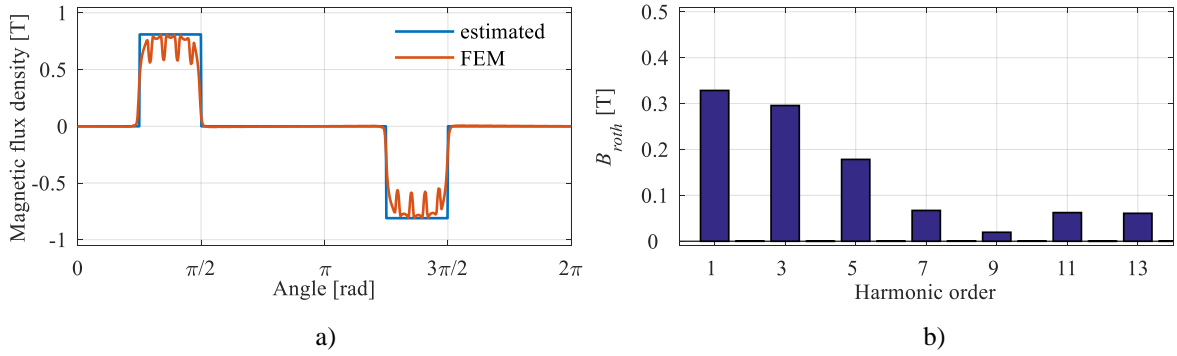 Magnetic flux density [T]
1
0.5
0
-0.5
-1
estimated
FEM
0
π/2
π
3π/2
2π
Angle [rad]
a)
B_roth [T]
0.5
0.4
0.3
0.2
0.1
0
1
3
5
7
9
11
13
Harmonic order
b)